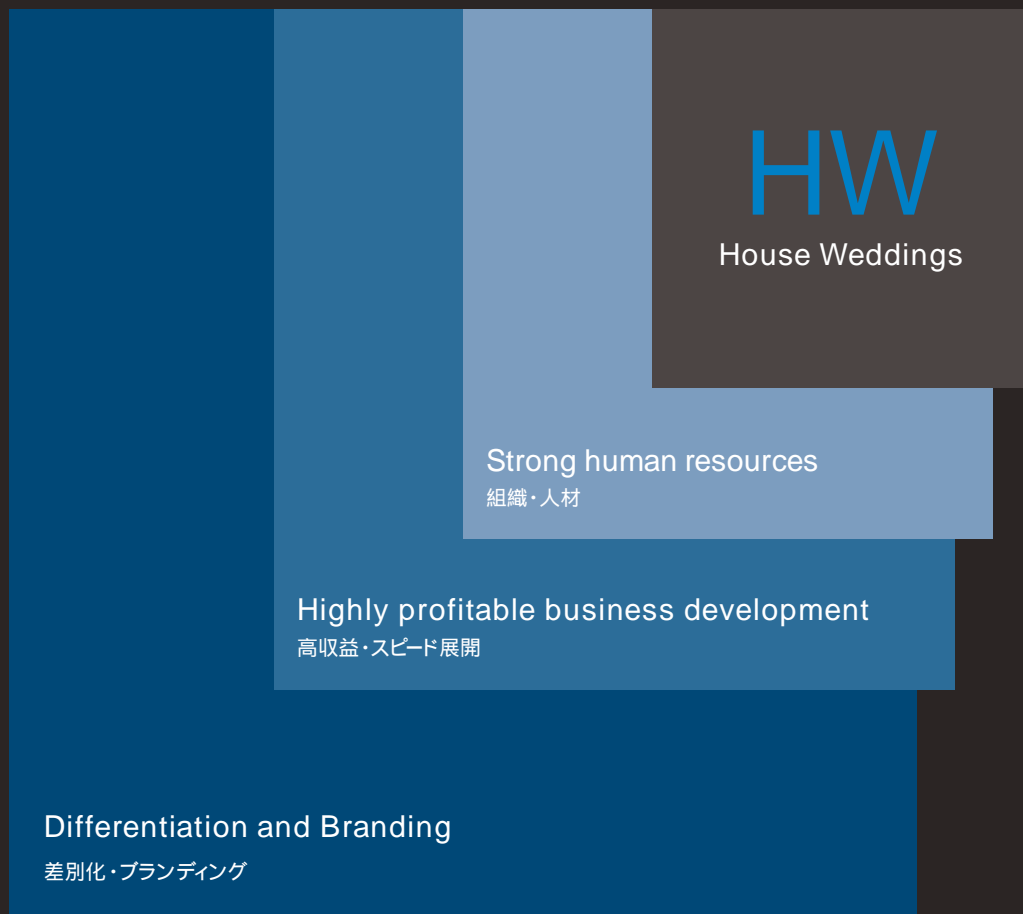 HW
House Weddings
Strong human resources
組織・人材
Highly profitable business development
高収益・スピード展開
Differentiation and Branding
差別化・ブランディング